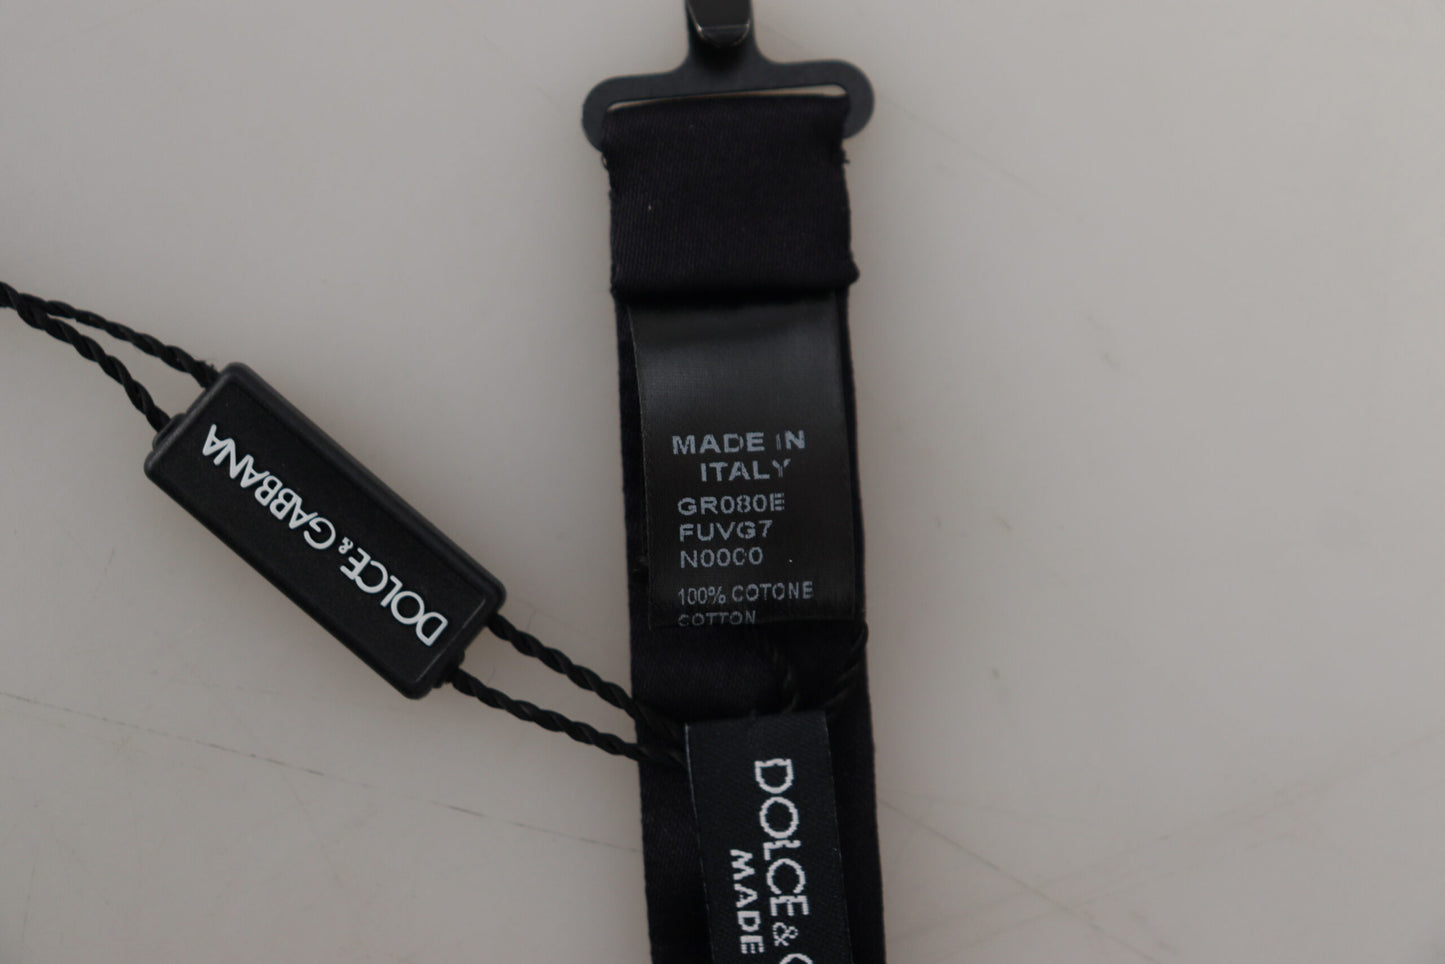 DOLCE & GABBANA
MADE IN
ITALY
GR080E
FUVG7
N0000
100% COTONE
COTTON
DOLCE & G
MADE